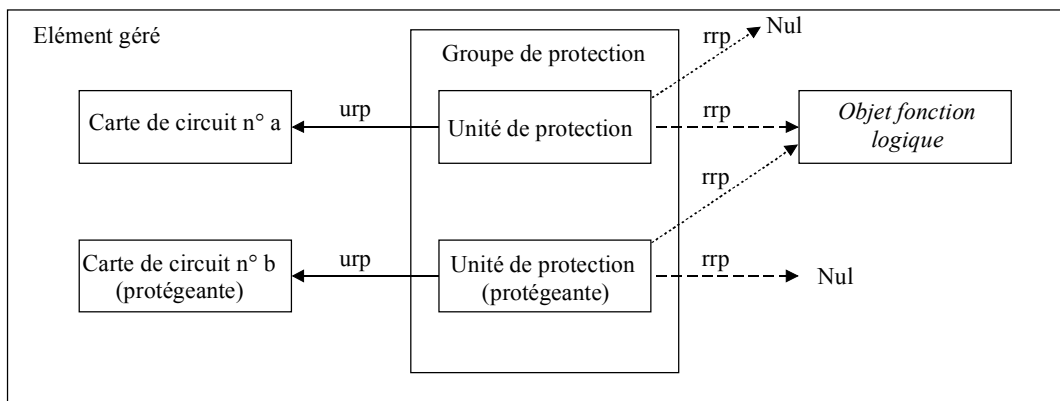 Elément géré
Groupe de protection
rrp
Nul
Carte de circuit n° a
urp
Unité de protection
rrp
Objet fonction
logique
rrp
Carte de circuit n° b
(protégeante)
urp
Unité de protection
(protégeante)
rrp
Nul